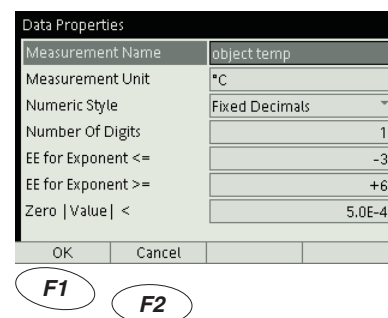 Data Properties
Measurement Name object temp
Measurement Unit °C
Numeric Style Fixed Decimals
Number Of Digits 1
EE for Exponent <= -3
EE for Exponent >= +6
Zero |Value| < 5.0E-4
OK Cancel
F1
F2